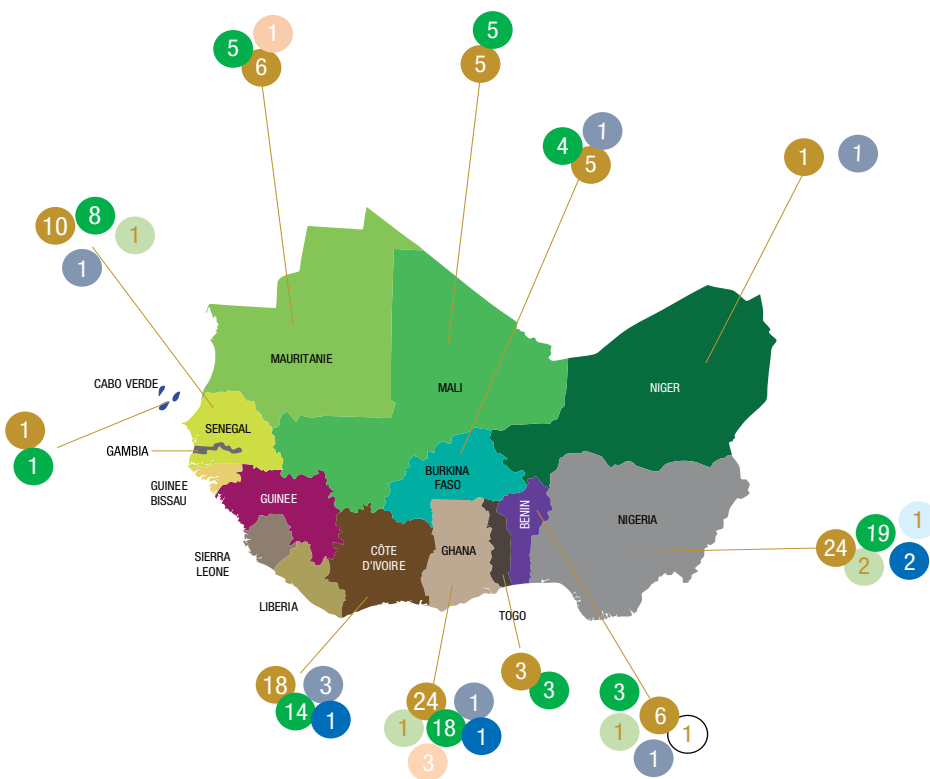 5
1
6
5
5
4
1
5
1
1
10
8
1
1
MAURITANIE
MALI
NIGER
CABO VERDE
SENEGAL
1
1
GAMBIA
GUINEE
BISSAU
GUINEE
BURKINA
FASO
BENIN
NIGERIA
SIERRA
LEONE
CÔTE
D'IVOIRE
GHANA
LIBERIA
TOGO
24
19
1
2
2
18
3
14
1
24
1
1
18
1
3
3
3
3
6
1
1
1